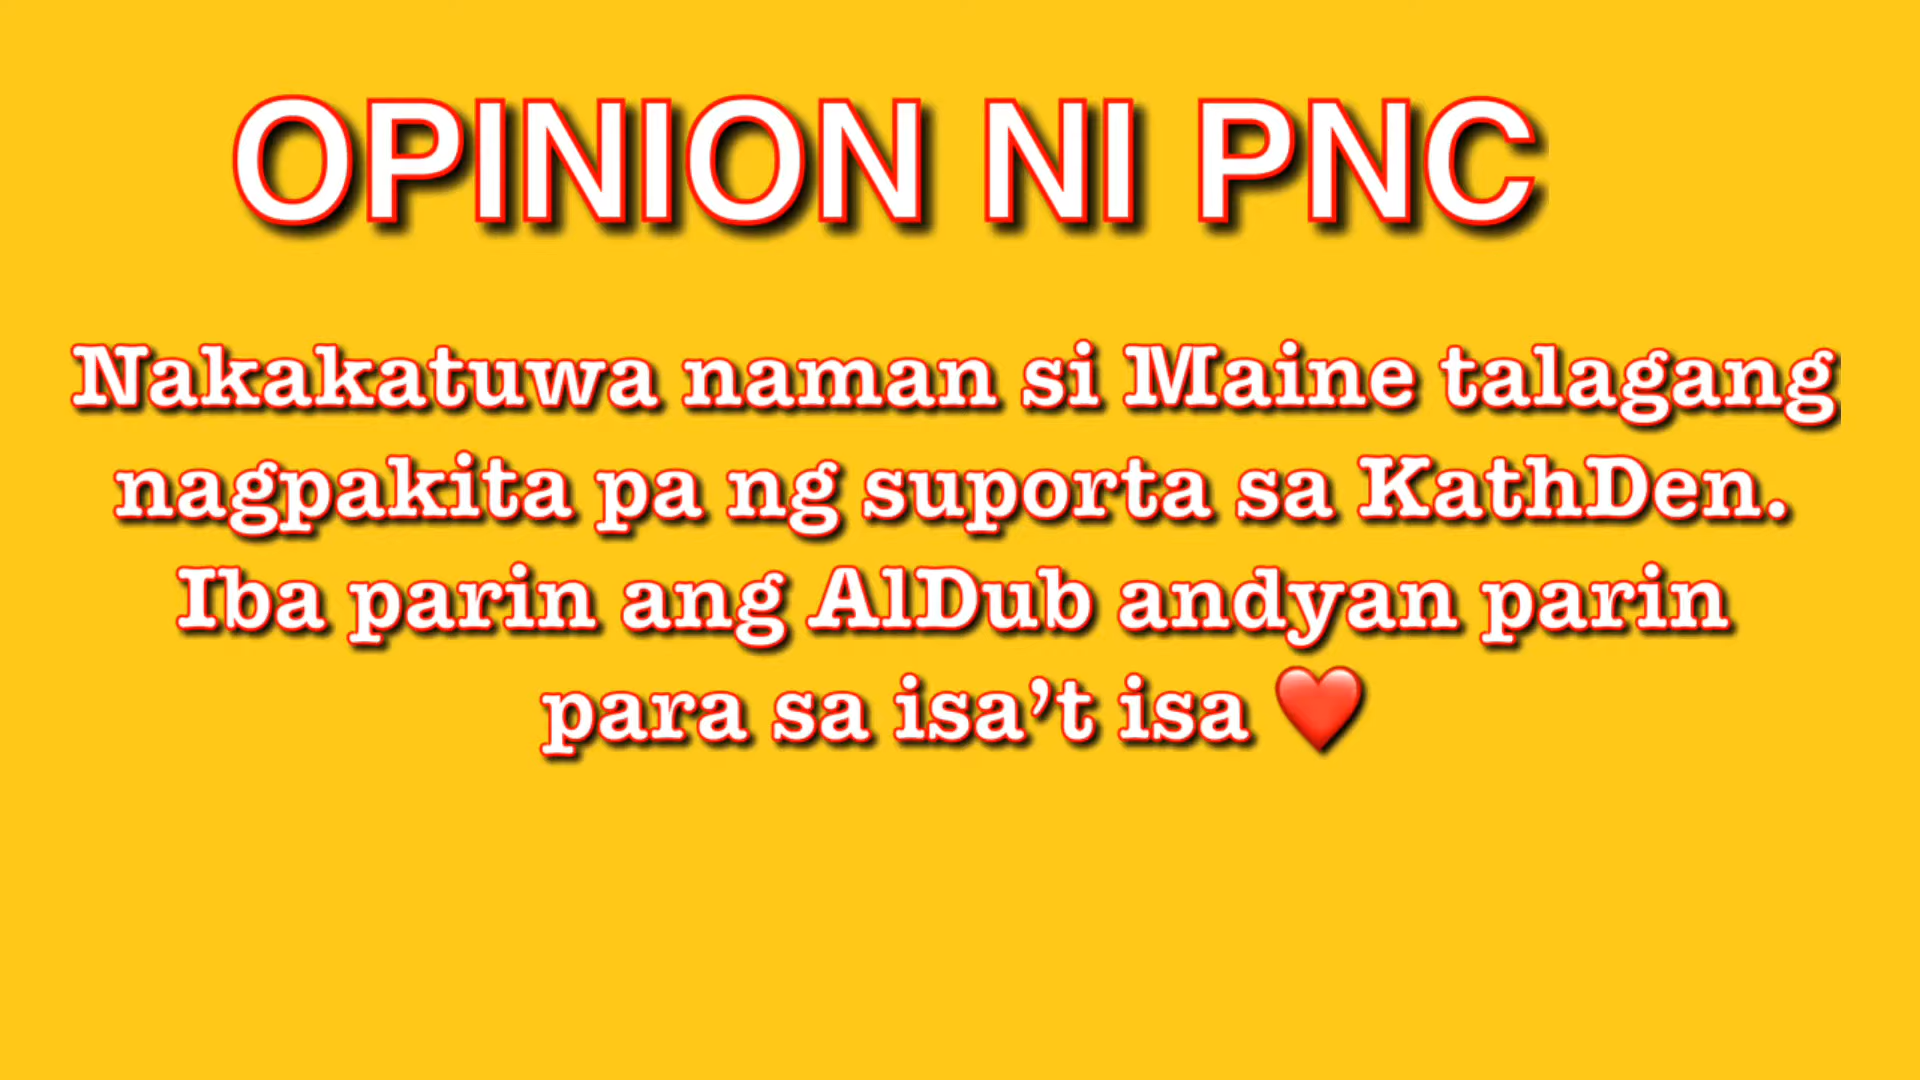 OPINION NI PNC
Nakakatuwa naman si Maine talagang
nagpakita pa ng suporta sa KathDen.
Iba parin ang AlDub andyan parin
para sa isa’t isa ❤️